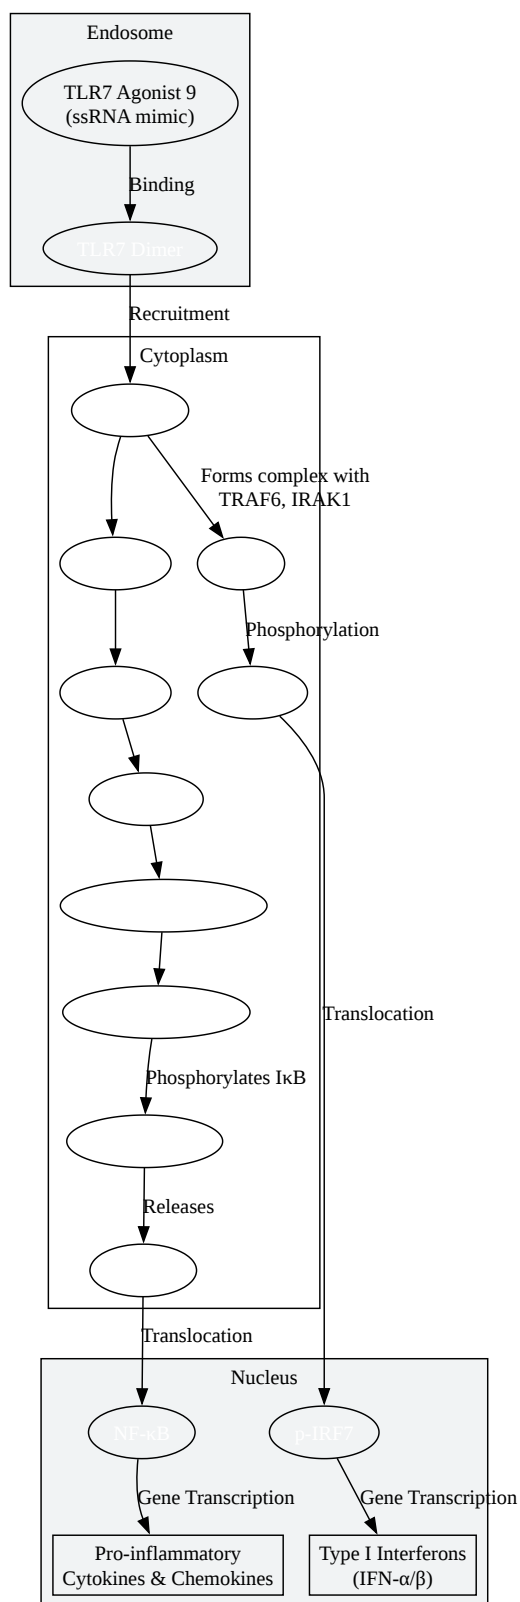 Endosome
TLR7 Agonist 9
(ssRNA mimic)
Binding
TLR7 Dimer
Recruitment
Cytoplasm
Forms complex with
TRAF6, IRAK1
Phosphorylation
Translocation
Phosphorylates IκB
Releases
Translocation
Nucleus
NF-κB
p-IRF7
Gene Transcription
Gene Transcription
Pro-inflammatory
Cytokines & Chemokines
Type I Interferons
(IFN-α/β)